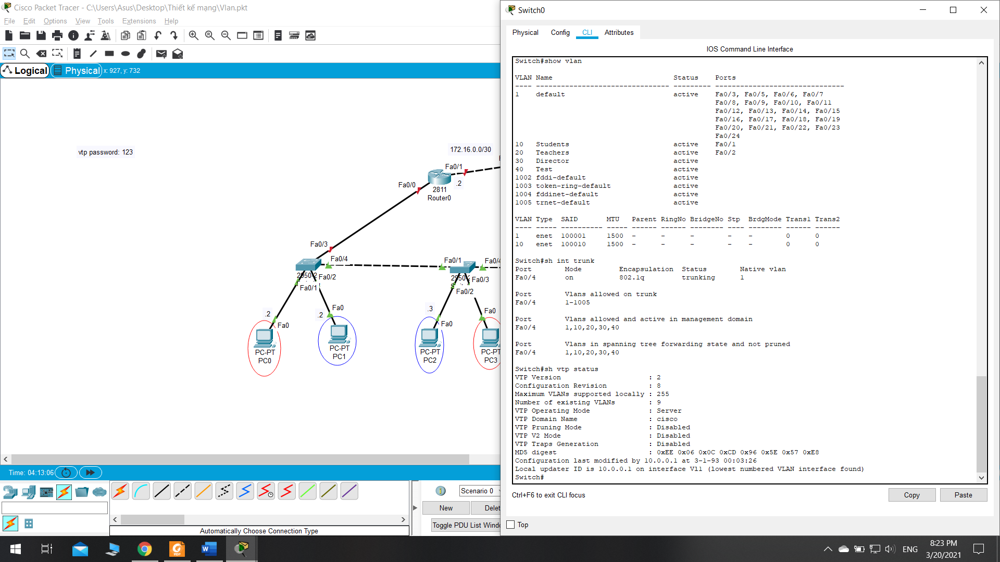 Cisco Packet Tracer - C:\Users\Asus\Desktop\Thiết kế mạng\Vlan.pkt
File Edit Options View Tools Extensions Help
Logical Physical x: 927, y: 732
vtp password: 123
172.16.0.0/30
Fa0/1
Fa0/0
.2
2811
Router0
Fa0/3
Fa0/4
Fa0/1
Fa0/4
2950-2
Fa0/2
Fa0/1
2950-
Fa0/3
Fa0/2
.2
Fa0
.2
Fa0
.3
Fa0
Fa0
PC-PT
PC0
PC-PT
PC1
PC-PT
PC2
PC-PT
PC3
Time: 04:13:06
Scenario 0
New
Delet
Toggle PDU List Windo
Automatically Choose Connection Type
Switch0
Physical Config CLI Attributes
IOS Command Line Interface
Switch#show vlan
VLAN Name Status Ports
---- -------------------------------- --------- -------------------------------
1 default active Fa0/3, Fa0/5, Fa0/6, Fa0/7
Fa0/8, Fa0/9, Fa0/10, Fa0/11
Fa0/12, Fa0/13, Fa0/14, Fa0/15
Fa0/16, Fa0/17, Fa0/18, Fa0/19
Fa0/20, Fa0/21, Fa0/22, Fa0/23
Fa0/24
10 Students active Fa0/1
20 Teachers active Fa0/2
30 Director active
40 Test active
1002 fddi-default active
1003 token-ring-default active
1004 fddinet-default active
1005 trnet-default active
VLAN Type SAID MTU Parent RingNo BridgeNo Stp BrdgMode Trans1 Trans2
---- ----- ---------- ----- ------ ------ -------- ---- -------- ------ ------
1 enet 100001 1500 - - - - - 0 0
10 enet 100010 1500 - - - - - 0 0
Switch#sh int trunk
Port Mode Encapsulation Status Native vlan
Fa0/4 on 802.1q trunking 1
Port Vlans allowed on trunk
Fa0/4 1-1005
Port Vlans allowed and active in management domain
Fa0/4 1,10,20,30,40
Port Vlans in spanning tree forwarding state and not pruned
Fa0/4 1,10,20,30,40
Switch#sh vtp status
VTP Version : 2
Configuration Revision : 8
Maximum VLANs supported locally : 255
Number of existing VLANs : 9
VTP Operating Mode : Server
VTP Domain Name : cisco
VTP Pruning Mode : Disabled
VTP V2 Mode : Disabled
VTP Traps Generation : Disabled
MD5 digest : 0xEE 0x06 0x0C 0xCD 0x96 0x5E 0x57 0xE8
Configuration last modified by 10.0.0.1 at 3-1-93 00:03:26
Local updater ID is 10.0.0.1 on interface Vl1 (lowest numbered VLAN interface found)
Switch#
Ctrl+F6 to exit CLI focus
Copy
Paste
Top
ENG
8:23 PM
3/20/2021